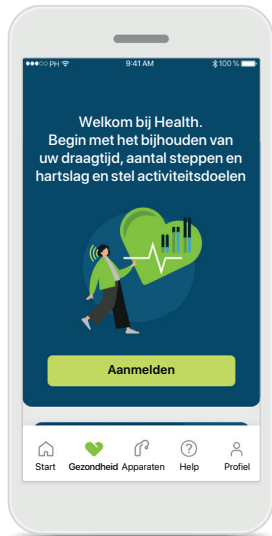 PH 9:41 AM 100 %
Welkom bij Health.
Begin met het bijhouden van
uw draagtijd, aantal steppen en
hartslag en stel activiteitsdoelen
Aanmelden
Start Gezondheid Apparaten Help Profiel